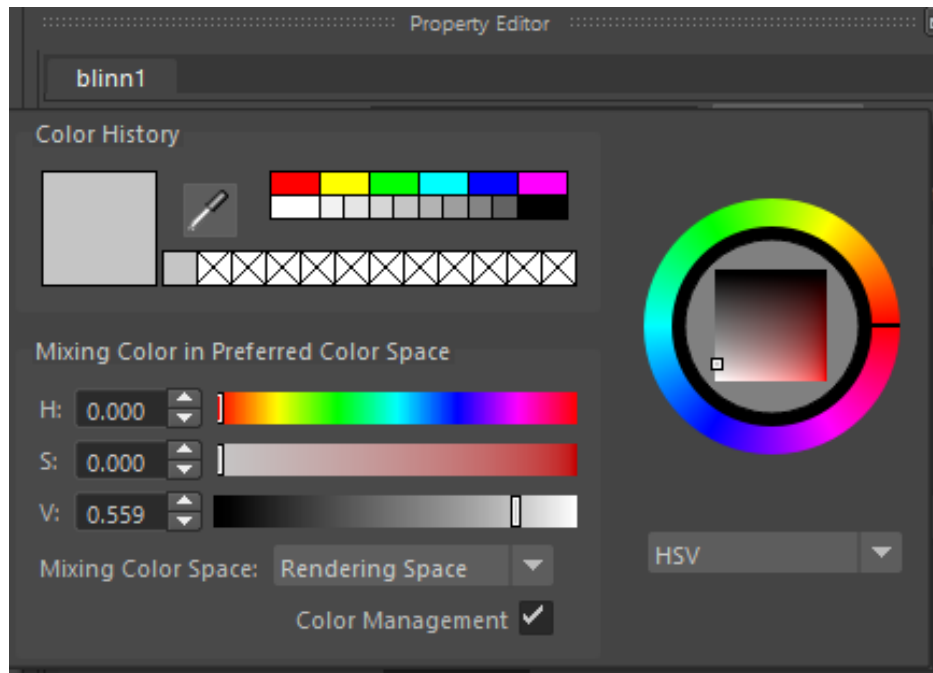 Property Editor
blinn1
Color History
Mixing Color in Preferred Color Space
H: 0.000
S: 0.000
V: 0.559
Mixing Color Space: Rendering Space
Color Management
HSV